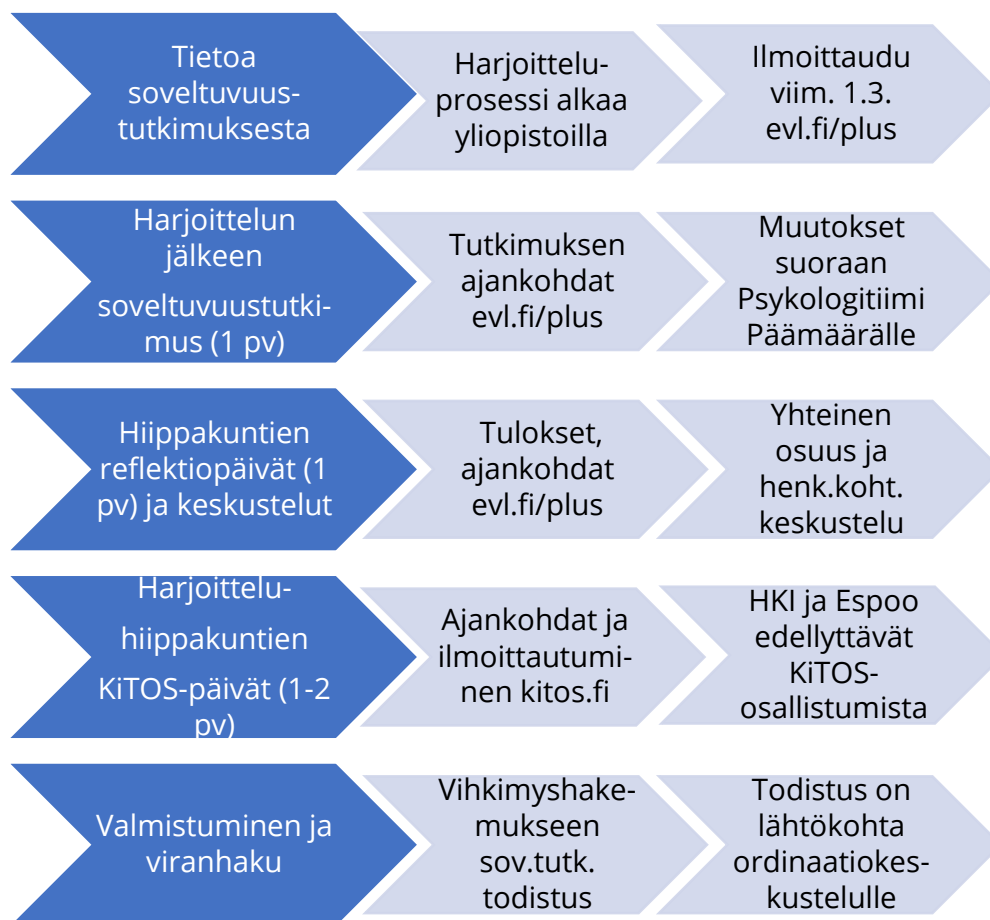 Tietoa
soveltuvuus-
tutkimuksesta
Harjoittelu-
prosessi alkaa
yliopistoilla
Ilmoittaudu
viim. 1.3.
evl.fi/plus
Harjoittelun
jälkeen
soveltuvuustutki-
mus (1 pv)
Tutkimuksen
ajankohdat
evl.fi/plus
Muutokset
suoraan
Psykologitiimi
Päämäärälle
Hiippakuntien
reflektiopäivät (1
pv) ja keskustelut
Tulokset,
ajankohdat
evl.fi/plus
Yhteinen
osuus ja
henk.koht.
keskustelu
Harjoittelu-
hiippakuntien
KiTOS-päivät (1-2
pv)
Ajankohdat ja
ilmoittautumi-
nen kitos.fi
HKI ja Espoo
edellyttävät
KiTOS-
osallistumista
Valmistuminen ja
viranhaku
Vihkimyshake-
mukseen
sov.tutk.
todistus
Todistus on
lähtökohta
ordinaatiokes-
kustelulle